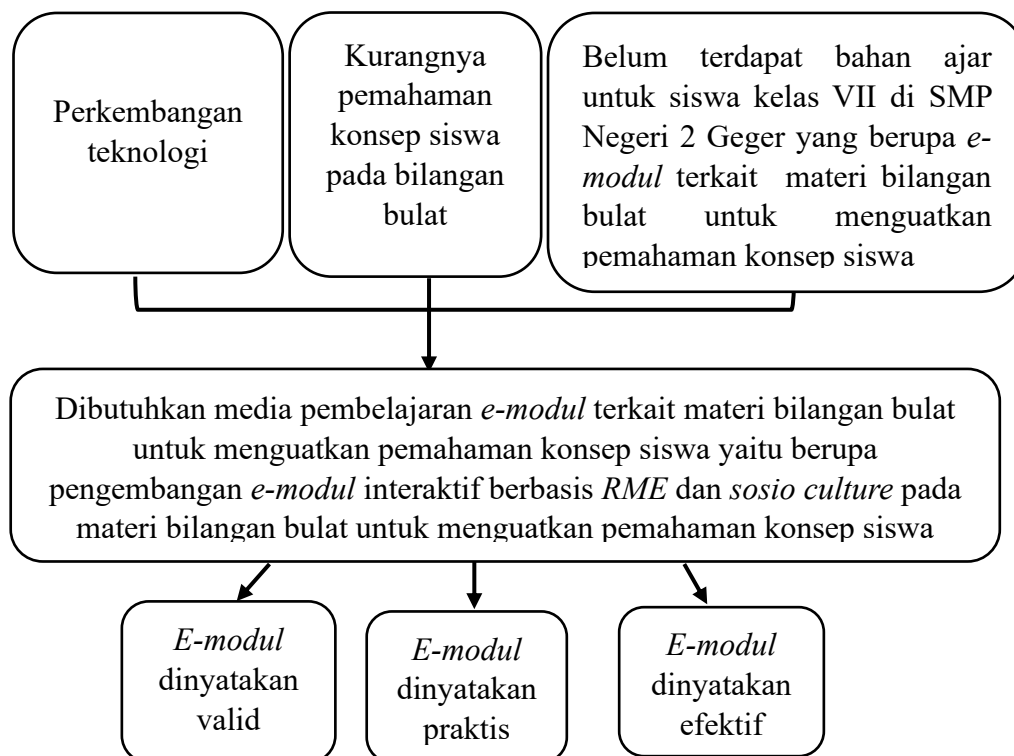 Perkembangan
teknologi
Kurangnya
pemahaman
konsep siswa
pada bilangan
bulat
Belum terdapat bahan ajar
untuk siswa kelas VII di SMP
Negeri 2 Geger yang berupa e-
modul terkait materi bilangan
bulat untuk menguatkan
pemahaman konsep siswa
Dibutuhkan media pembelajaran e-modul terkait materi bilangan bulat
untuk menguatkan pemahaman konsep siswa yaitu berupa
pengembangan e-modul interaktif berbasis RME dan sosio culture pada
materi bilangan bulat untuk menguatkan pemahaman konsep siswa
E-modul
dinyatakan
valid
E-modul
dinyatakan
praktis
E-modul
dinyatakan
efektif